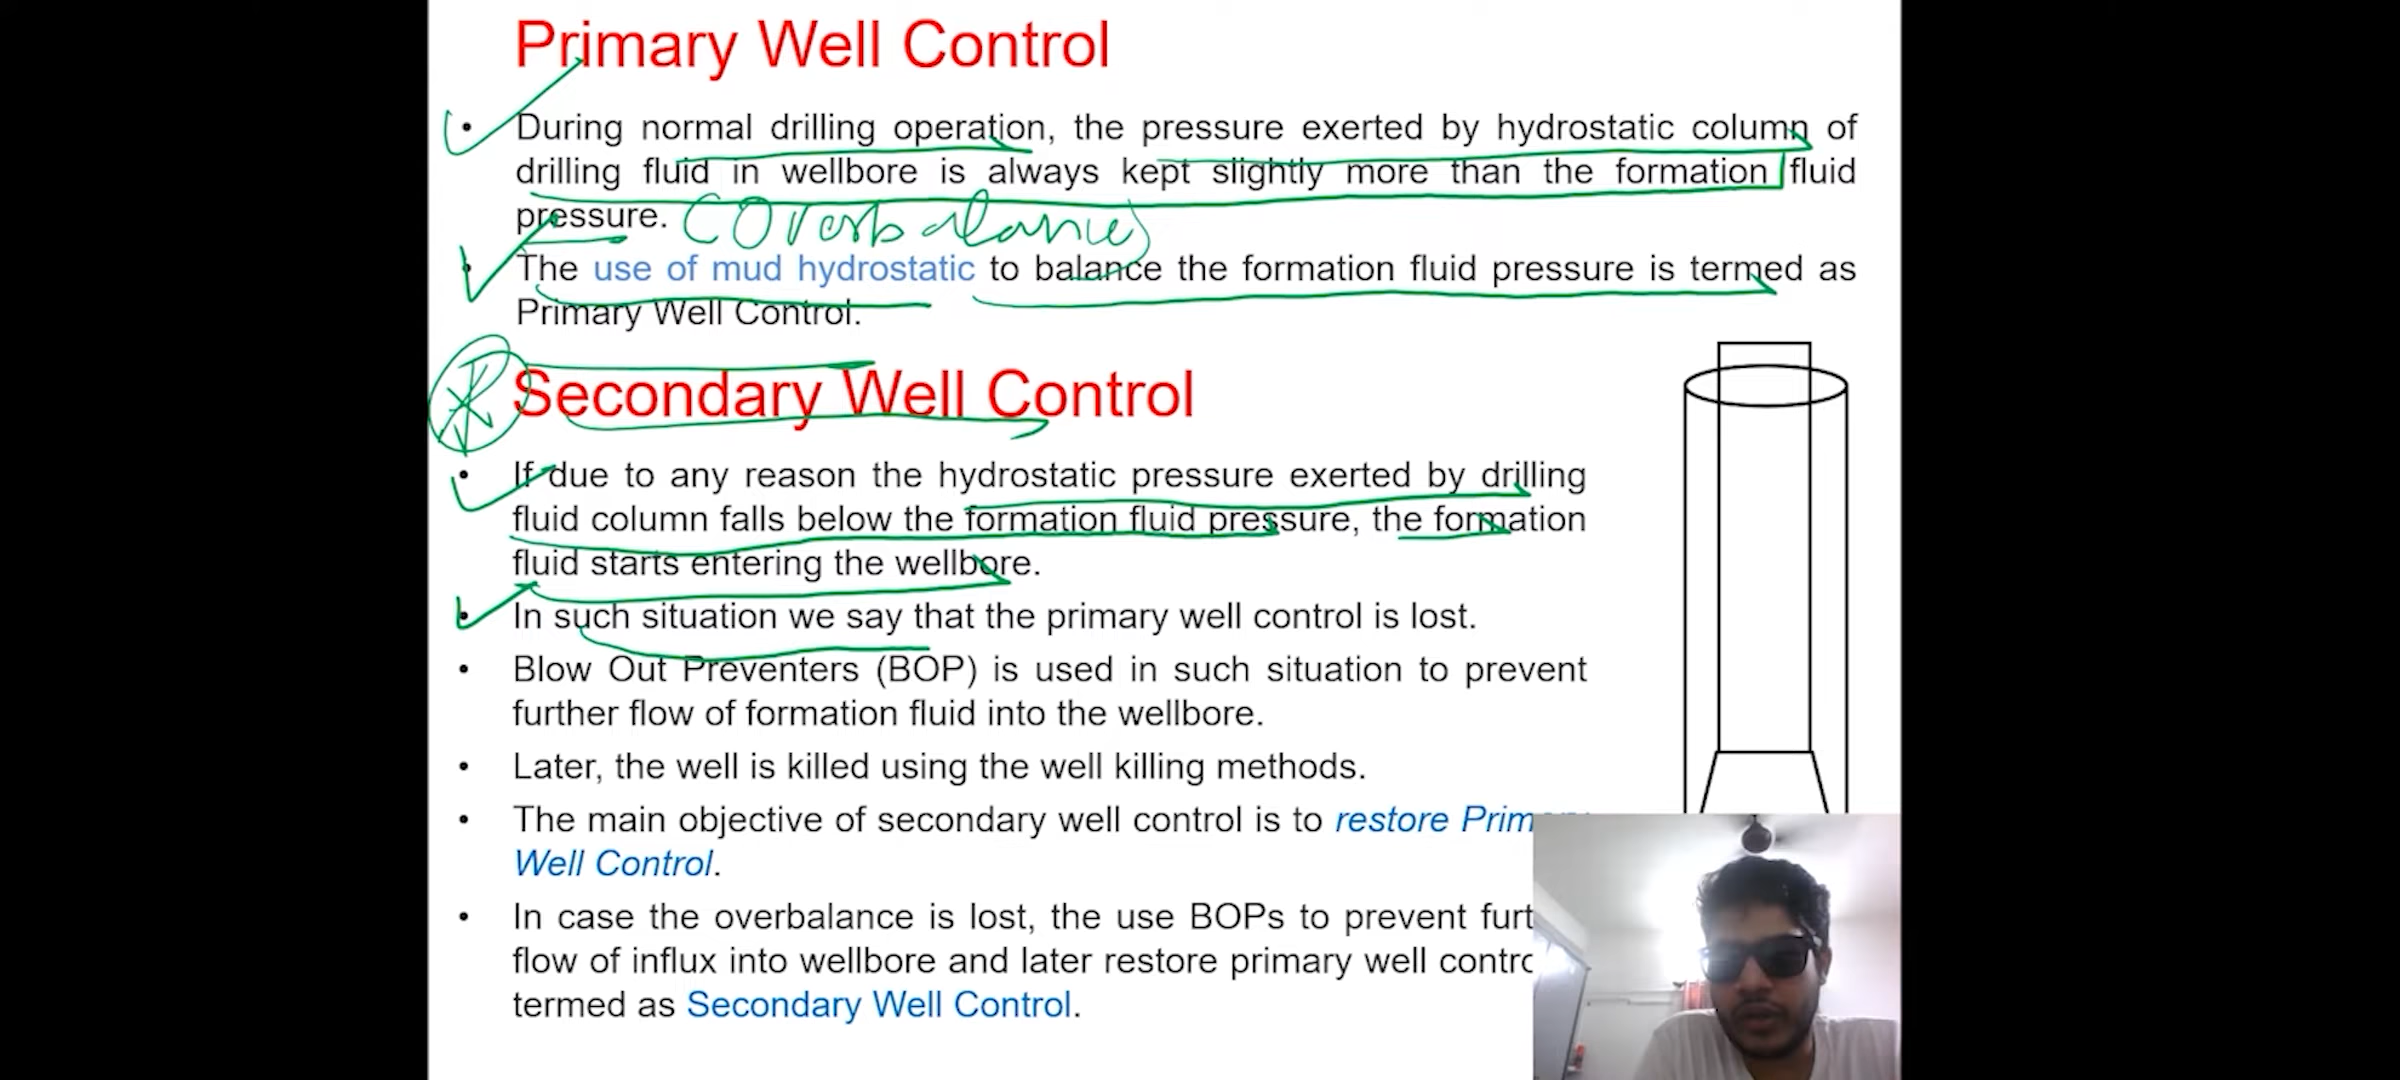 Primary Well Control
• During normal drilling operation, the pressure exerted by hydrostatic column of
drilling fluid in wellbore is always kept slightly more than the formation fluid
pressure. (Overbalance)
• The use of mud hydrostatic to balance the formation fluid pressure is termed as
Primary Well Control.
Secondary Well Control
• If due to any reason the hydrostatic pressure exerted by drilling
fluid column falls below the formation fluid pressure, the formation
fluid starts entering the wellbore.
• In such situation we say that the primary well control is lost.
• Blow Out Preventers (BOP) is used in such situation to prevent
further flow of formation fluid into the wellbore.
• Later, the well is killed using the well killing methods.
• The main objective of secondary well control is to restore Primary
Well Control.
• In case the overbalance is lost, the use BOPs to prevent furt
flow of influx into wellbore and later restore primary well contro
termed as Secondary Well Control.